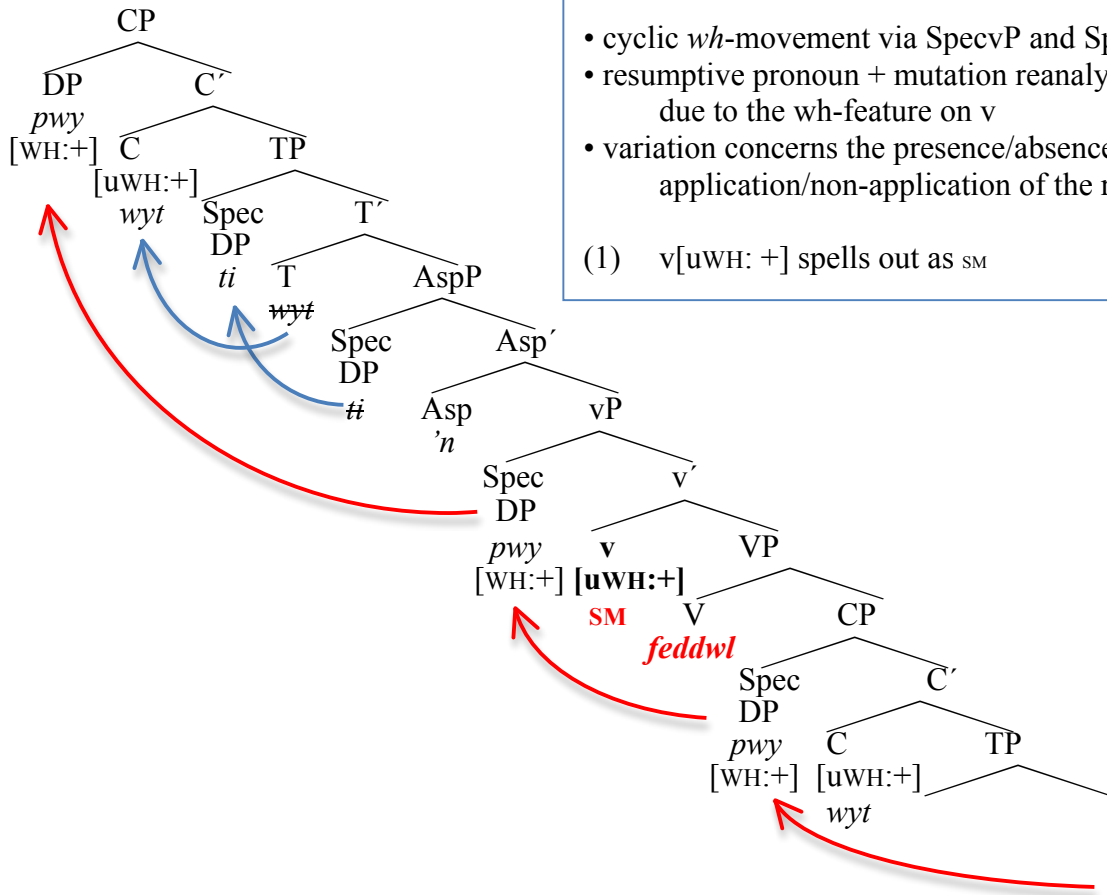 CP
DP C´
pwy
[WH:+] C TP
[uWH:+]
wyt Spec T´
DP
ti T AspP
wyt
Spec Asp´
DP
ti Asp vP
’n
Spec v´
DP
pwy v VP
[WH:+] [uWH:+]
SM V CP
feddwl
Spec C´
DP
pwy C TP
[WH:+] [uWH:+]
wyt
• cyclic wh-movement via SpecvP and Sp
• resumptive pronoun + mutation reanaly
due to the wh-feature on v
• variation concerns the presence/absence
application/non-application of the r
(1) v[uWH: +] spells out as SM